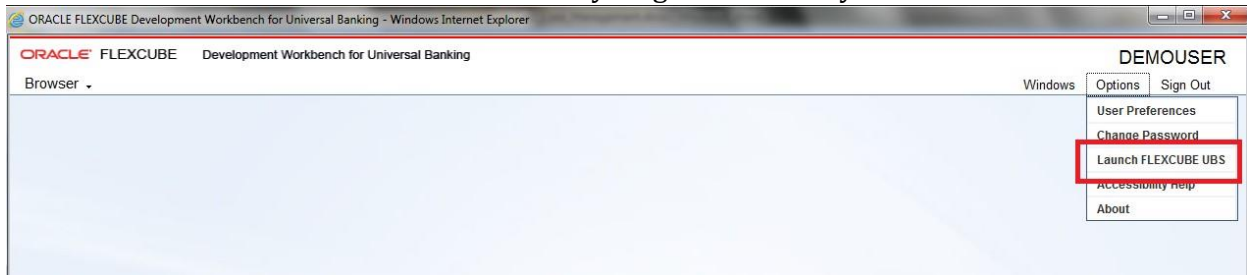 ORACLE FLEXCUBE Development Workbench for Universal Banking - Windows Internet Explorer
ORACLE FLEXCUBE Development Workbench for Universal Banking
DEMOUSER
Browser
Windows Options Sign Out
User Preferences
Change Password
Launch FLEXCUBE UBS
Accessibility Help
About